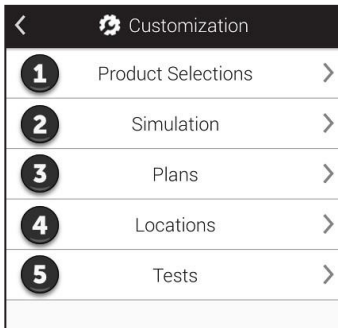 Customization
1 Product Selections
2 Simulation
3 Plans
4 Locations
5 Tests